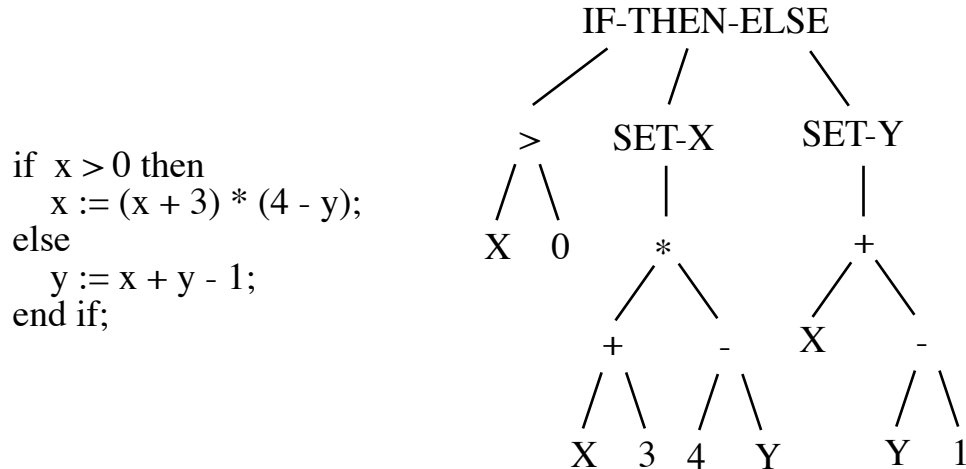 if x > 0 then
x := (x + 3) * (4 - y);
else
y := x + y - 1;
end if;
IF-THEN-ELSE
> SET-X SET-Y
X 0 * +
+ - X -
X 3 4 Y Y 1